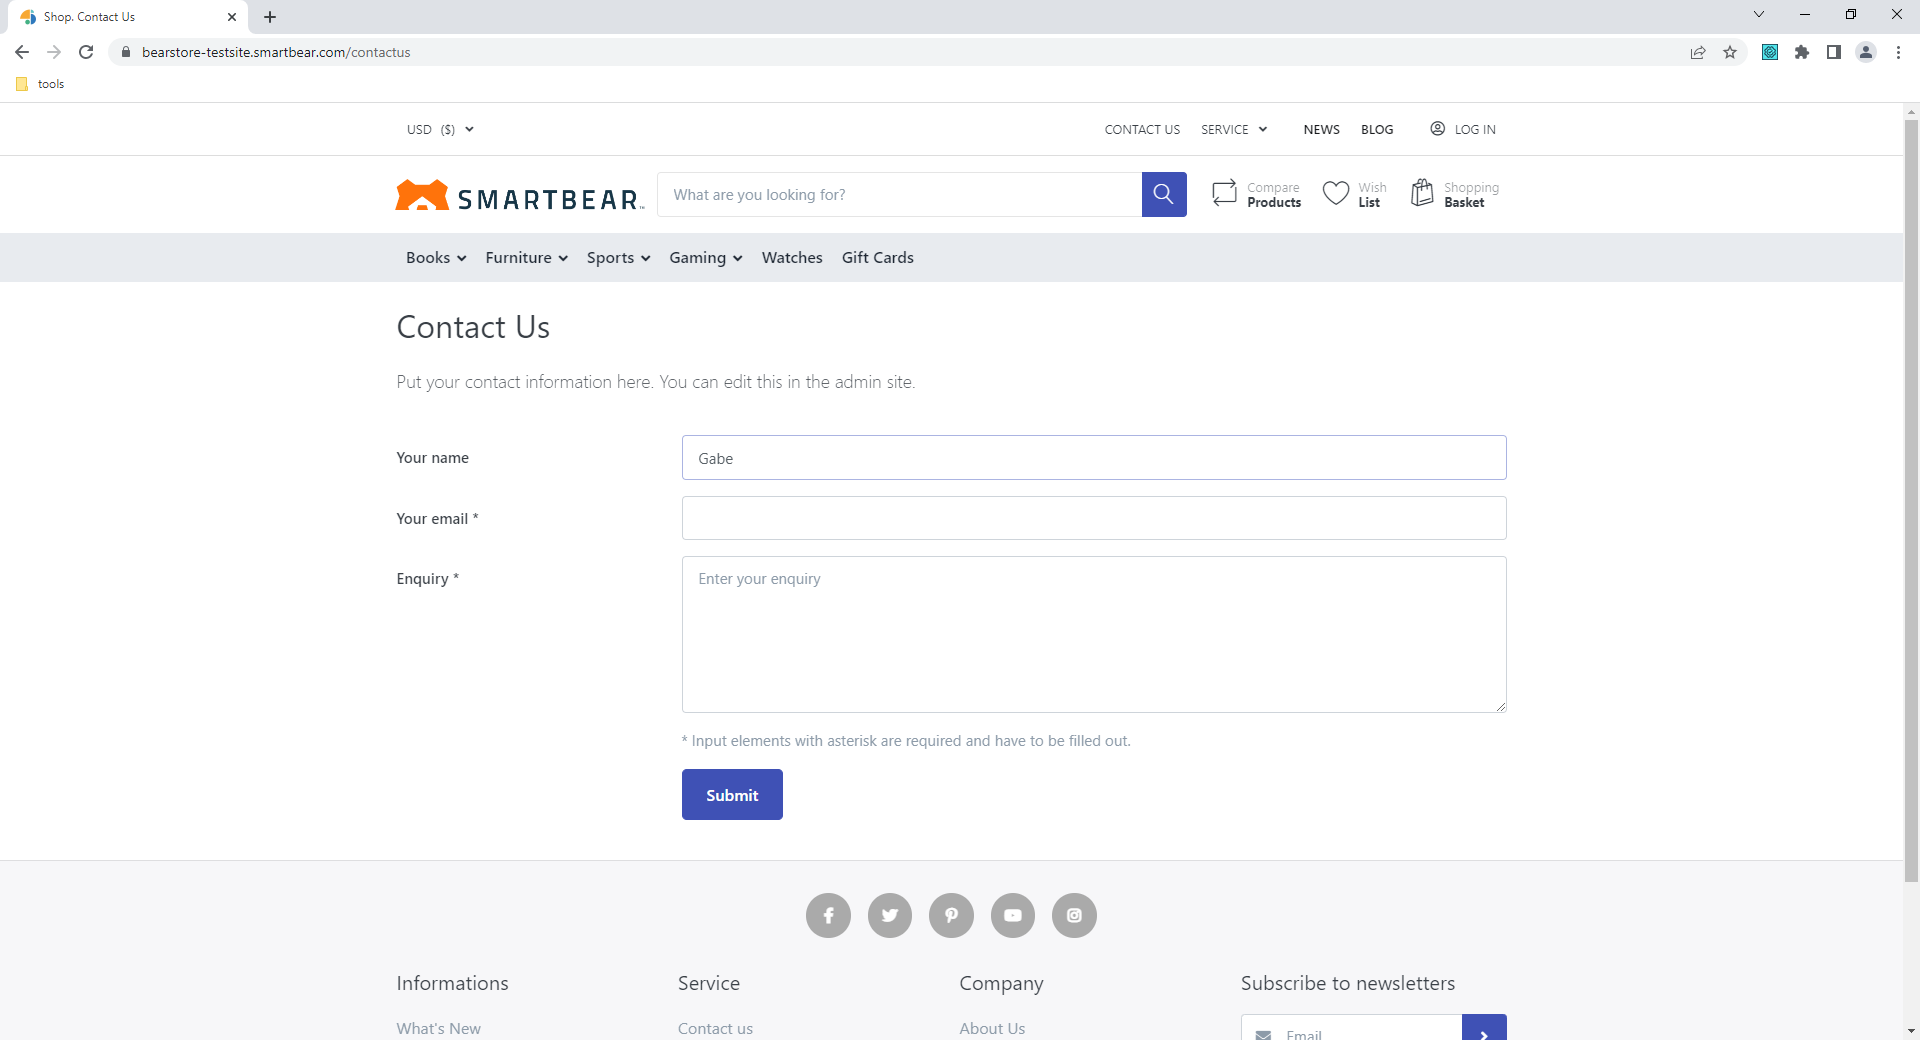 Shop. Contact Us
bearstore-testsite.smartbear.com/contactus
tools
USD ($)
CONTACT US SERVICE NEWS BLOG LOG IN
SMARTBEAR™
What are you looking for?
Compare Products
Wish List
Shopping Basket
Books Furniture Sports Gaming Watches Gift Cards
Contact Us
Put your contact information here. You can edit this in the admin site.
Your name
Gabe
Your email *
Enquiry *
Enter your enquiry
* Input elements with asterisk are required and have to be filled out.
Submit
Informations Service Company Subscribe to newsletters
What's New Contact us About Us Email